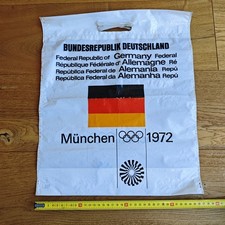 BUNDESREPUBLIK DEUTSCHLAND
Federal Republic of Germany Federal
République Fédérale d'Allemagne Ré
República Federal de Alemania Repú
República Federal da Alemanha Repú
München 1972